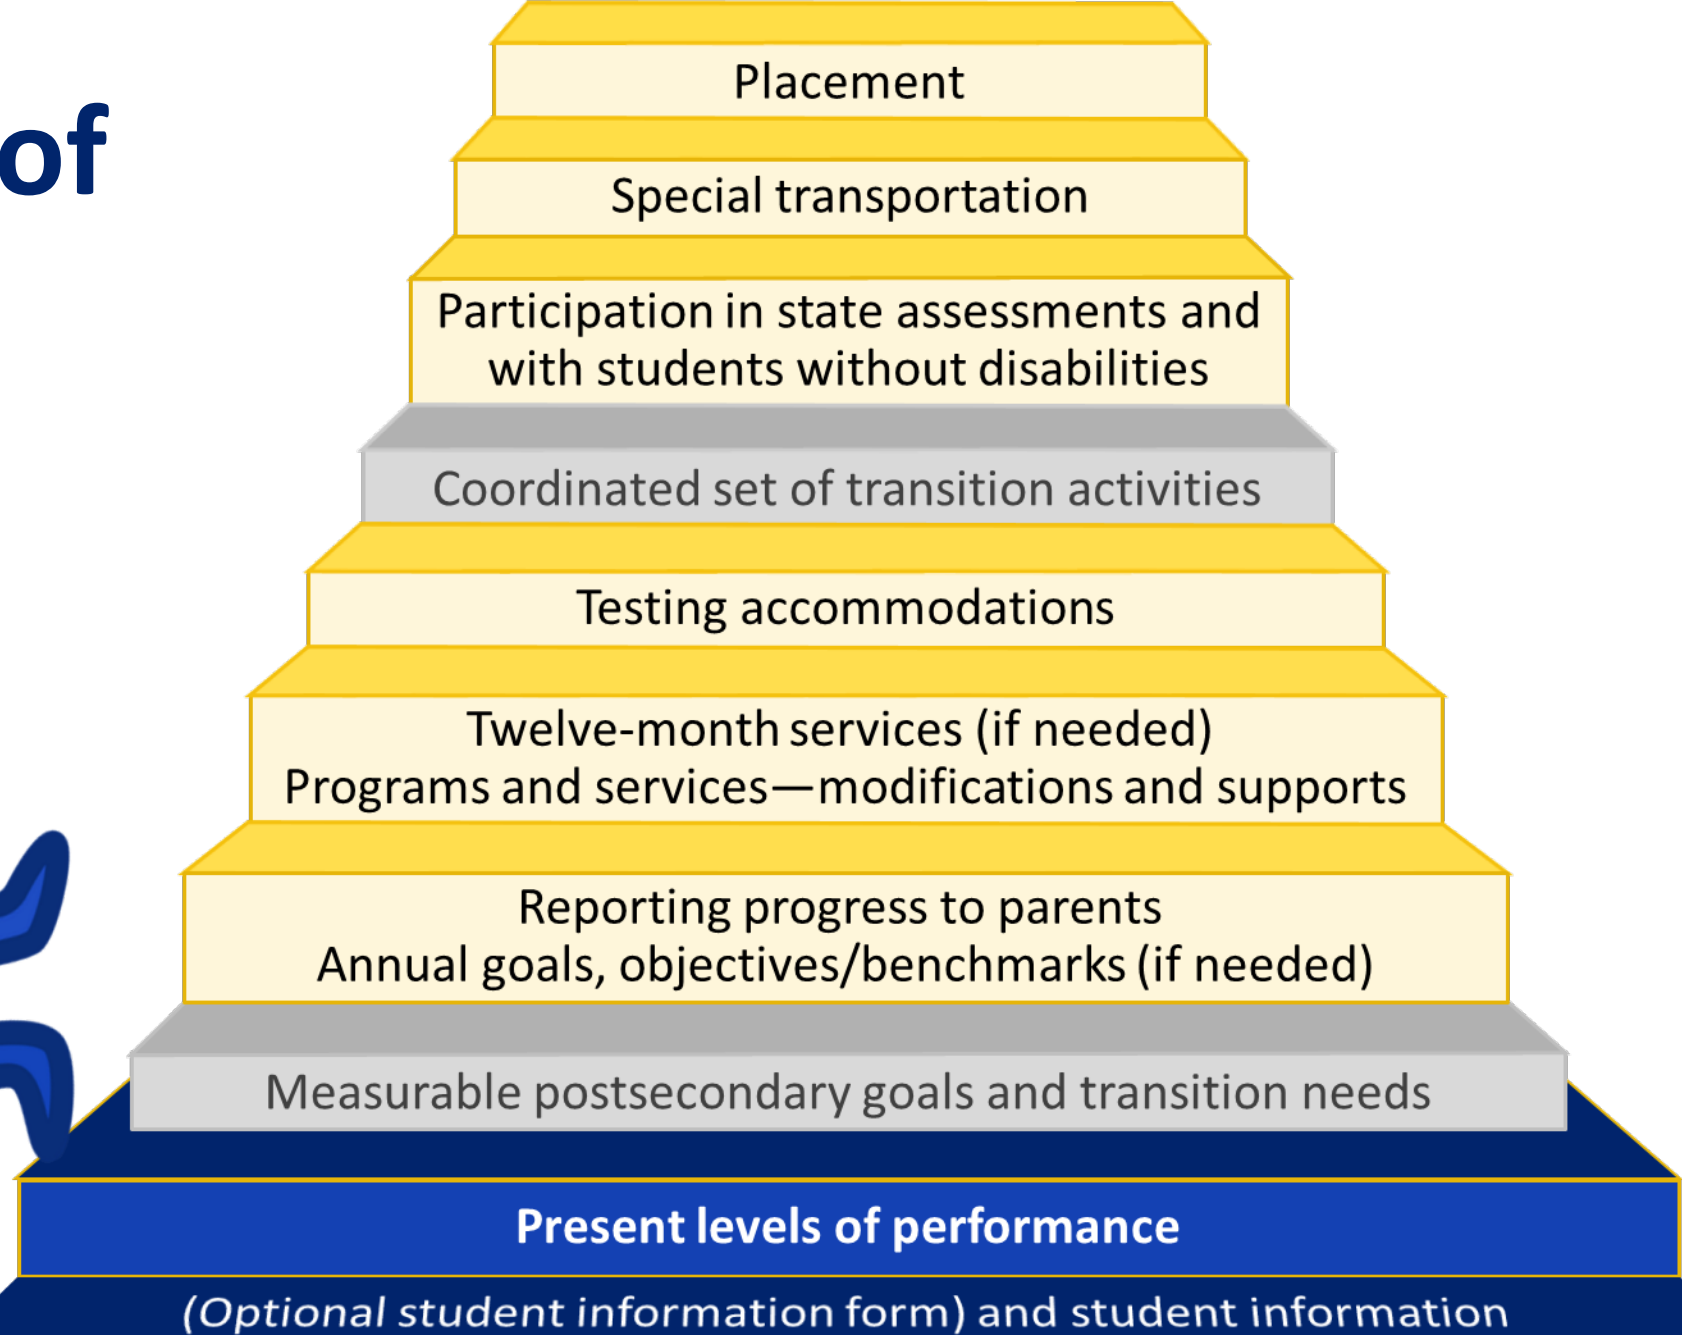 of
Placement
Special transportation
Participation in state assessments and
with students without disabilities
Coordinated set of transition activities
Testing accommodations
Twelve-month services (if needed)
Programs and services—modifications and supports
Reporting progress to parents
Annual goals, objectives/benchmarks (if needed)
Measurable postsecondary goals and transition needs
Present levels of performance
(Optional student information form) and student information